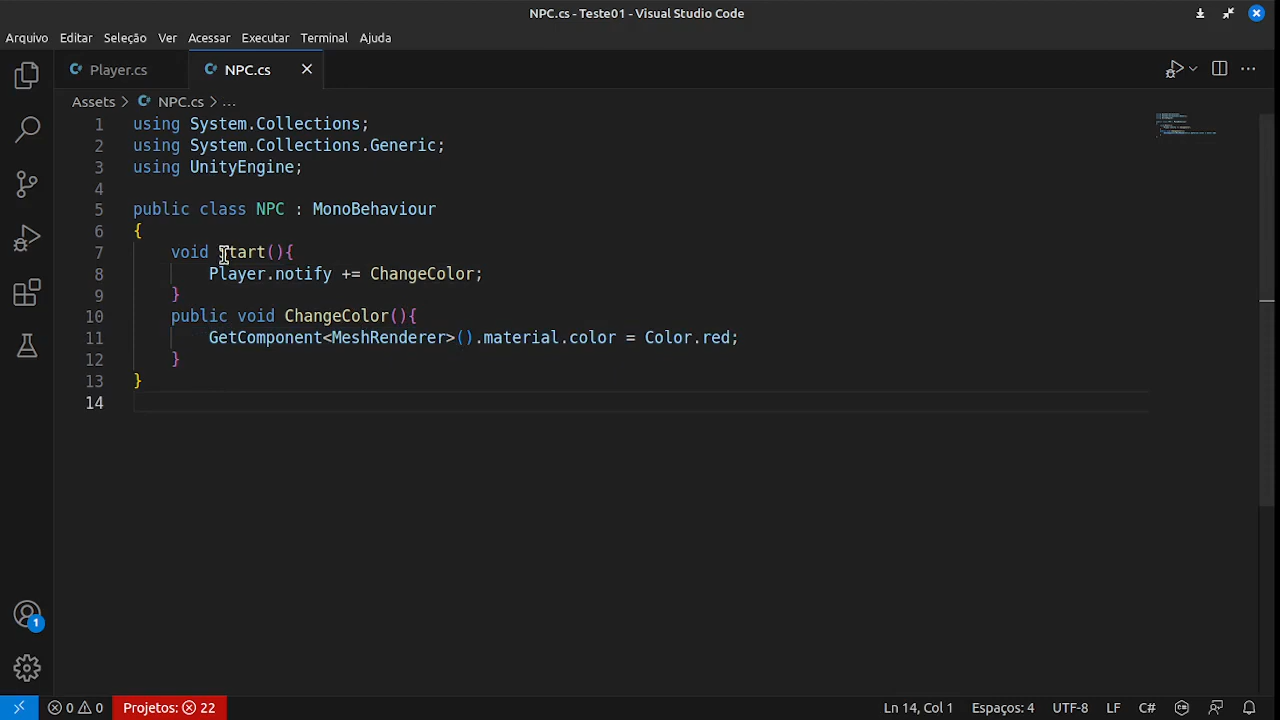 NPC.cs - Teste01 - Visual Studio Code
Arquivo Editar Seleção Ver Acessar Executar Terminal Ajuda
Player.cs NPC.cs
Assets > NPC.cs > ...
1 using System.Collections;
2 using System.Collections.Generic;
3 using UnityEngine;
4
5 public class NPC : MonoBehaviour
6 {
7 void Start(){
8 Player.notify += ChangeColor;
9 }
10 public void ChangeColor(){
11 GetComponent<MeshRenderer>().material.color = Color.red;
12 }
13 }
14
1
0 0 Projetos: 22 Ln 14, Col 1 Espaços: 4 UTF-8 LF C#